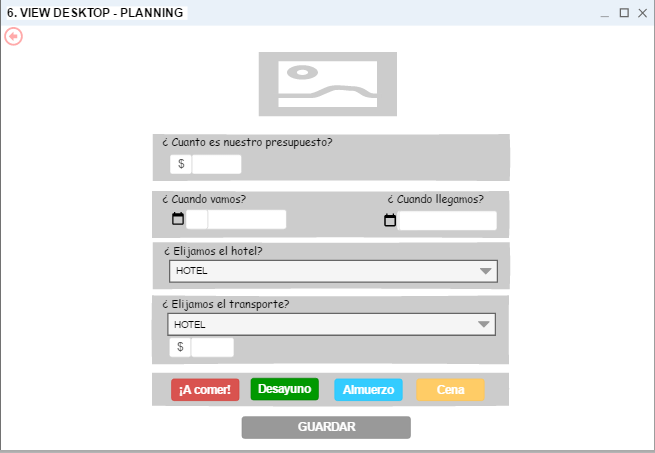 6. VIEW DESKTOP - PLANNING
¿ Cuanto es nuestro presupuesto?
$
¿ Cuando vamos? ¿ Cuando llegamos?
¿ Elijamos el hotel?
HOTEL
¿ Elijamos el transporte?
HOTEL
$
¡A comer! Desayuno Almuerzo Cena
GUARDAR